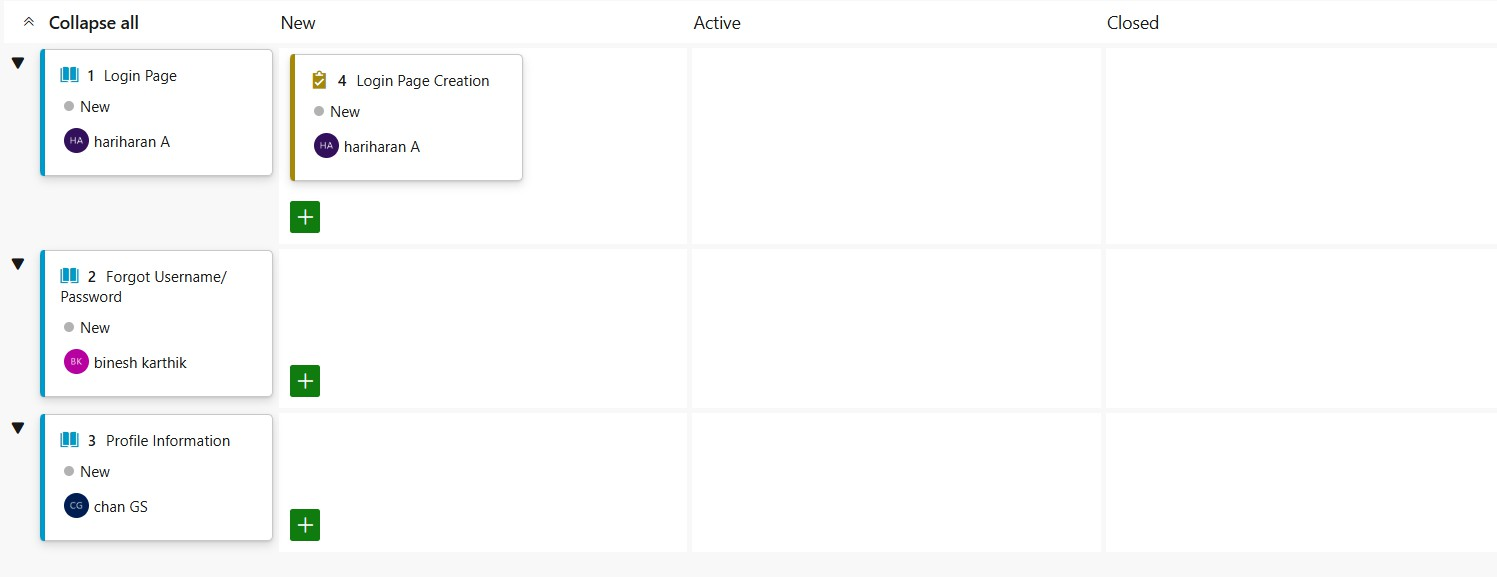 Collapse all
New
Active
Closed
1 Login Page
New
HA hariharan A
4 Login Page Creation
New
HA hariharan A
2 Forgot Username/
Password
New
BK binesh karthik
3 Profile Information
New
CG chan GS